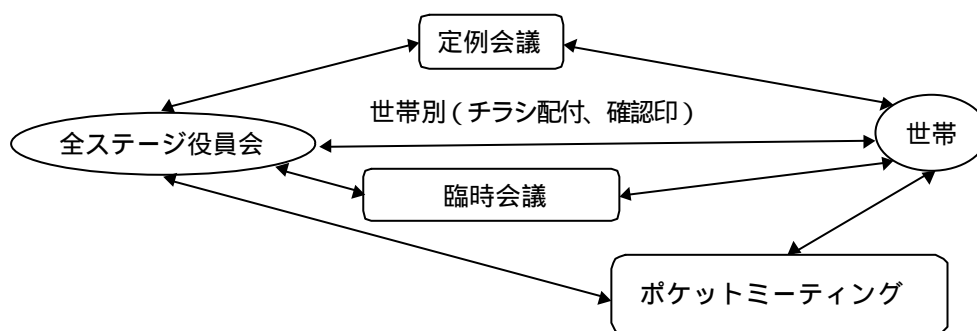 定例会議
世帯別（チラシ配付、確認印）
全ステージ役員会
世帯
臨時会議
ポケットミーティング